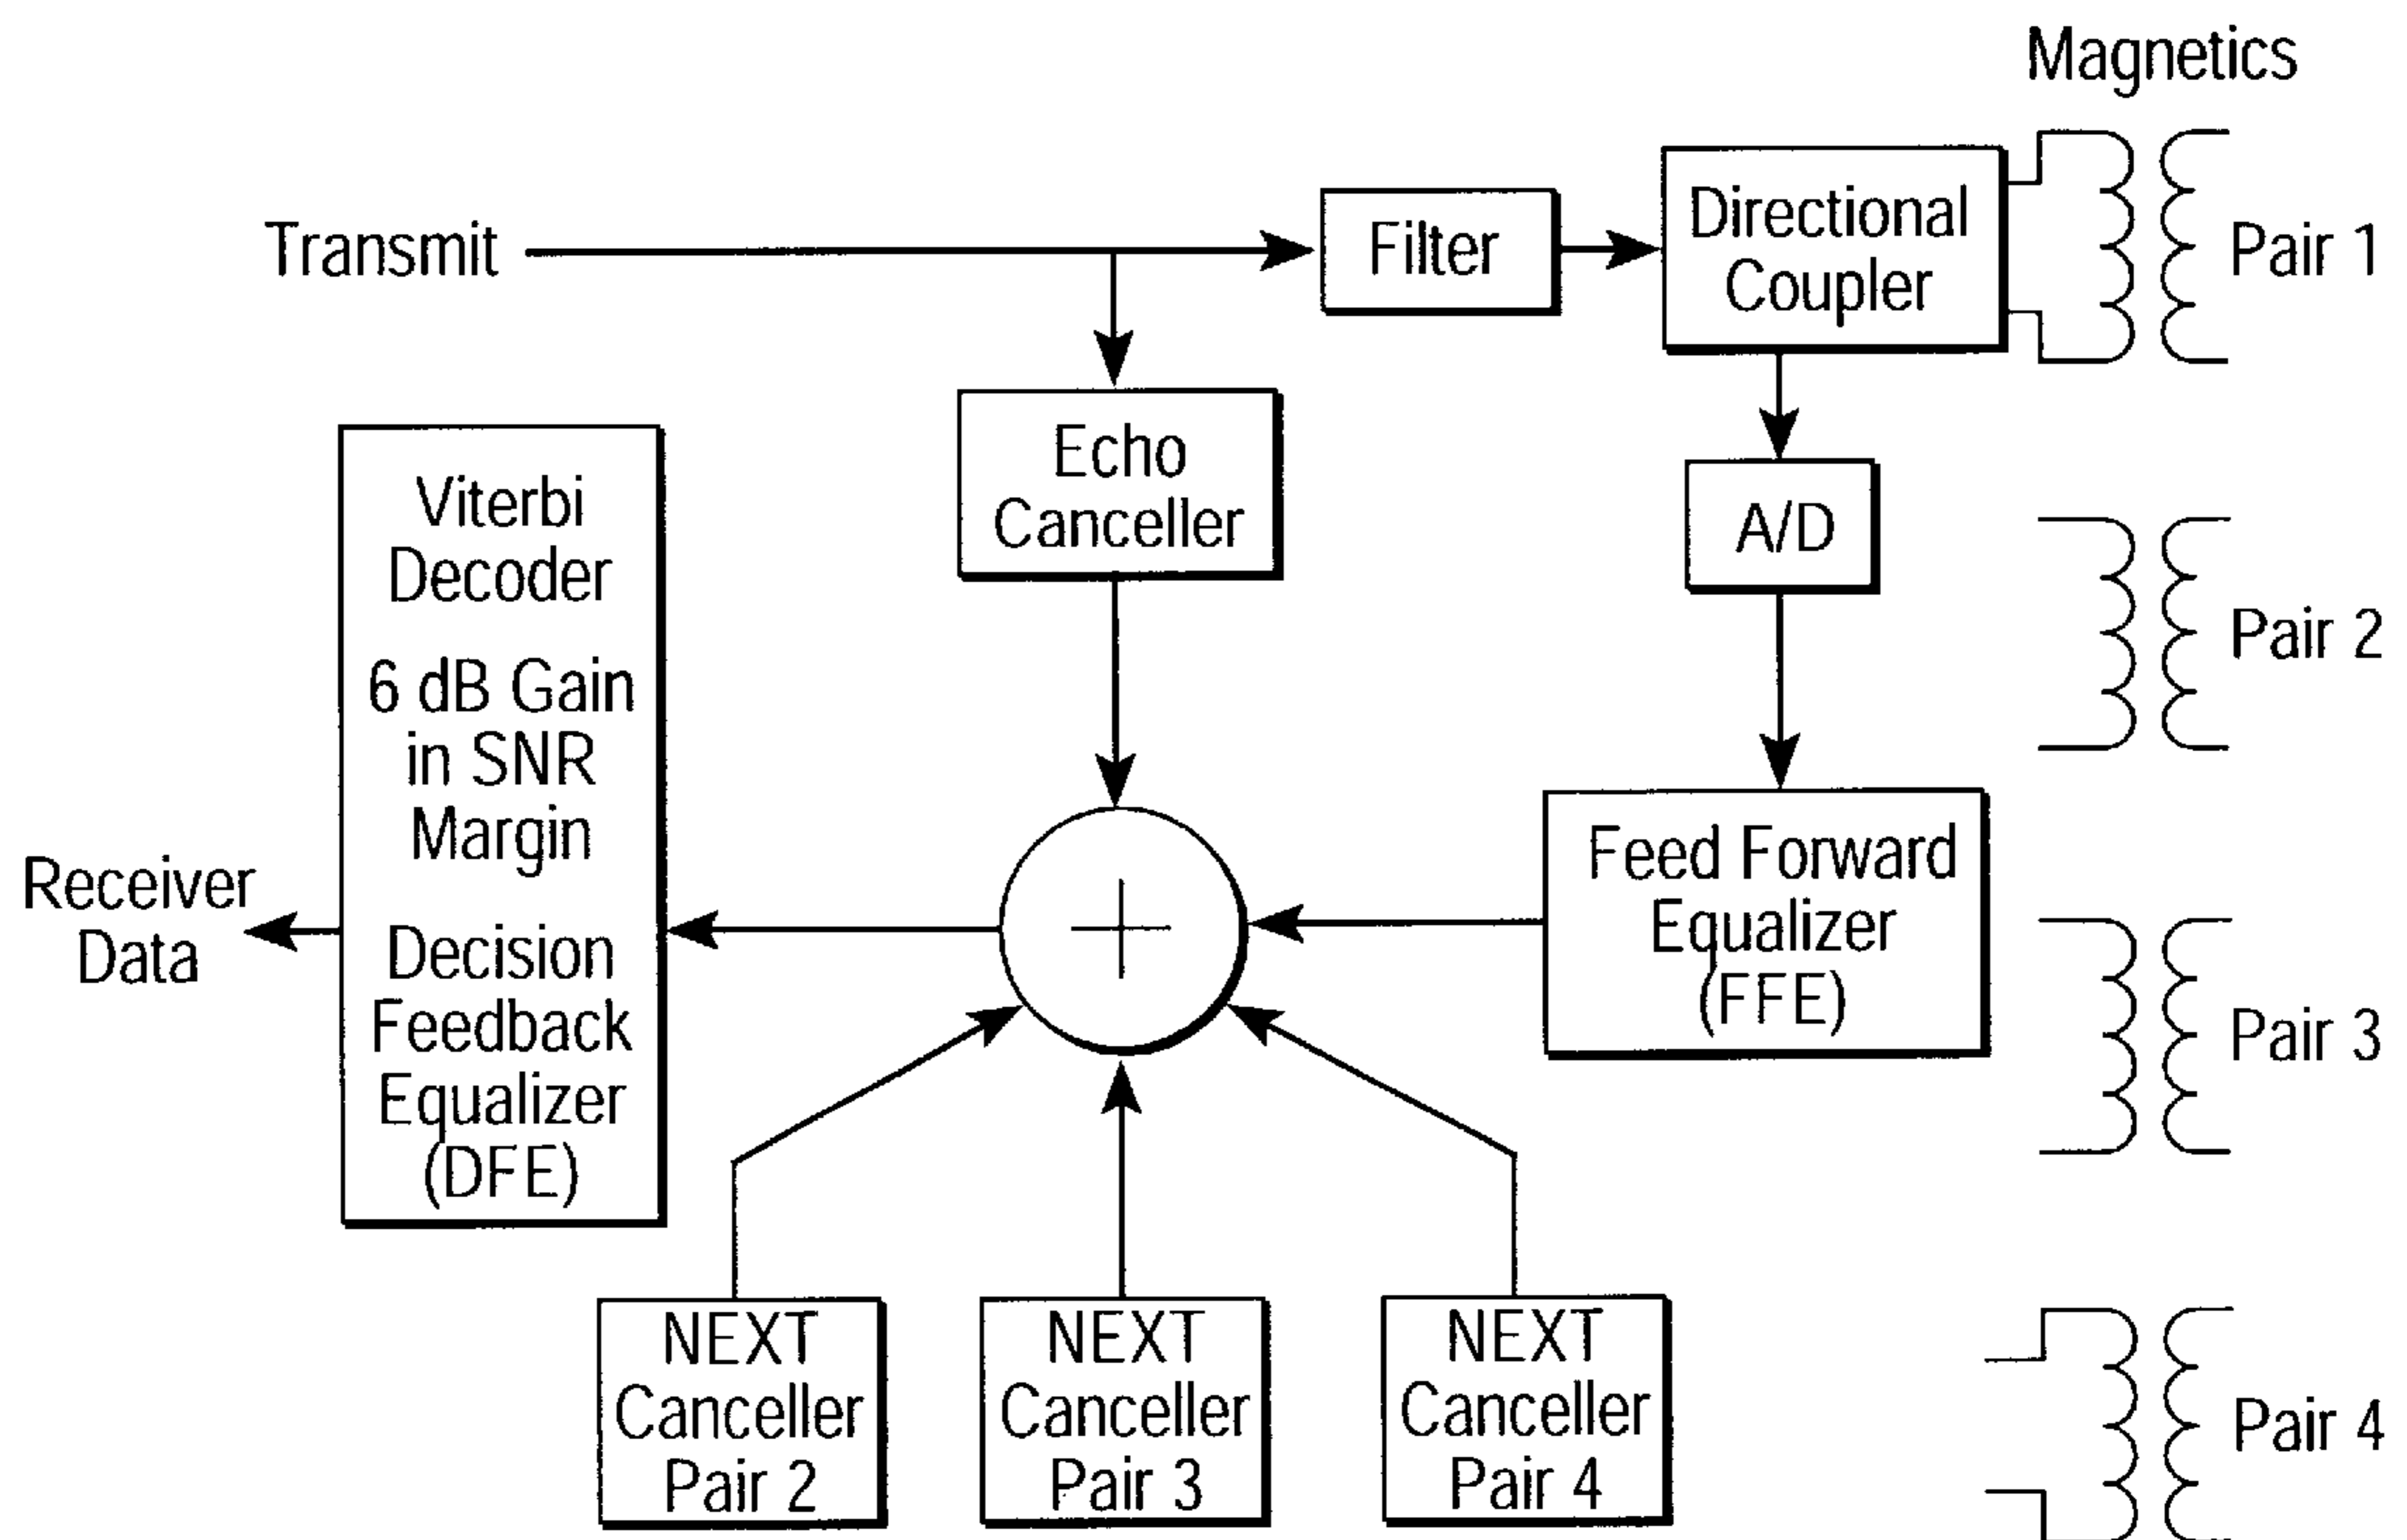 Magnetics
Transmit
Filter
Directional
Coupler
Pair 1
Echo
Canceller
A/D
Pair 2
Viterbi
Decoder
6 dB Gain
in SNR
Margin
Decision
Feedback
Equalizer
(DFE)
Receiver
Data
Feed Forward
Equalizer
(FFE)
Pair 3
NEXT
Canceller
Pair 2
NEXT
Canceller
Pair 3
NEXT
Canceller
Pair 4
Pair 4